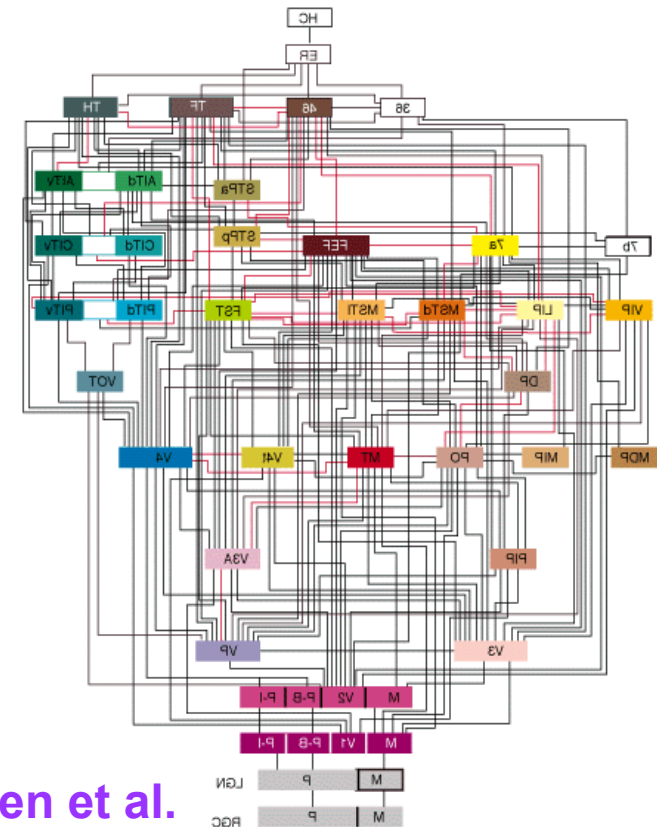 HC
ER
TH TF 46 36
AITv AITd STPa
CITv CITd STPp FEF 7a 7b
PITv PITd FST MSTl MSTd LIP VIP
VOT DP
V4 V4t MT PO MIP MDP
V3A PIP
VP V3
P-I P-B V2 M
P-I P-B V1 M
LGN P M
RGC P M
en et al.